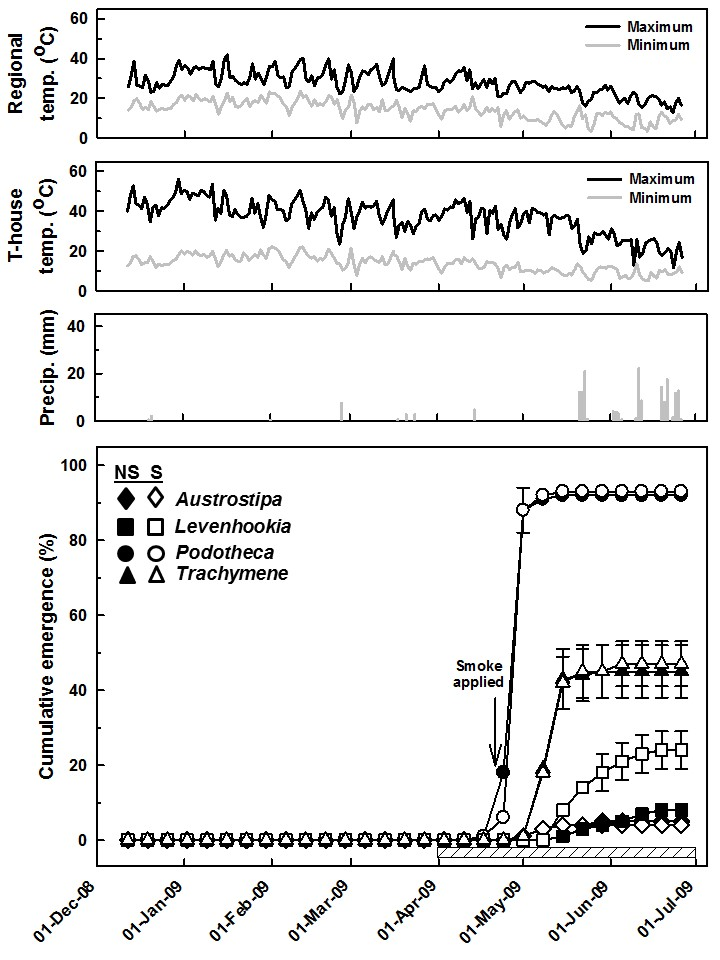 Regional
temp. (°C)
60
40
20
0
Maximum
Minimum
T-house
temp. (°C)
60
40
20
0
Maximum
Minimum
Precip. (mm)
40
20
0
Cumulative emergence (%)
100
80
60
40
20
0
NS S
Austrostipa
Levenhookia
Podotheca
Trachymene
Smoke
applied
01-Dec-08
01-Jan-09
01-Feb-09
01-Mar-09
01-Apr-09
01-May-09
01-Jun-09
01-Jul-09